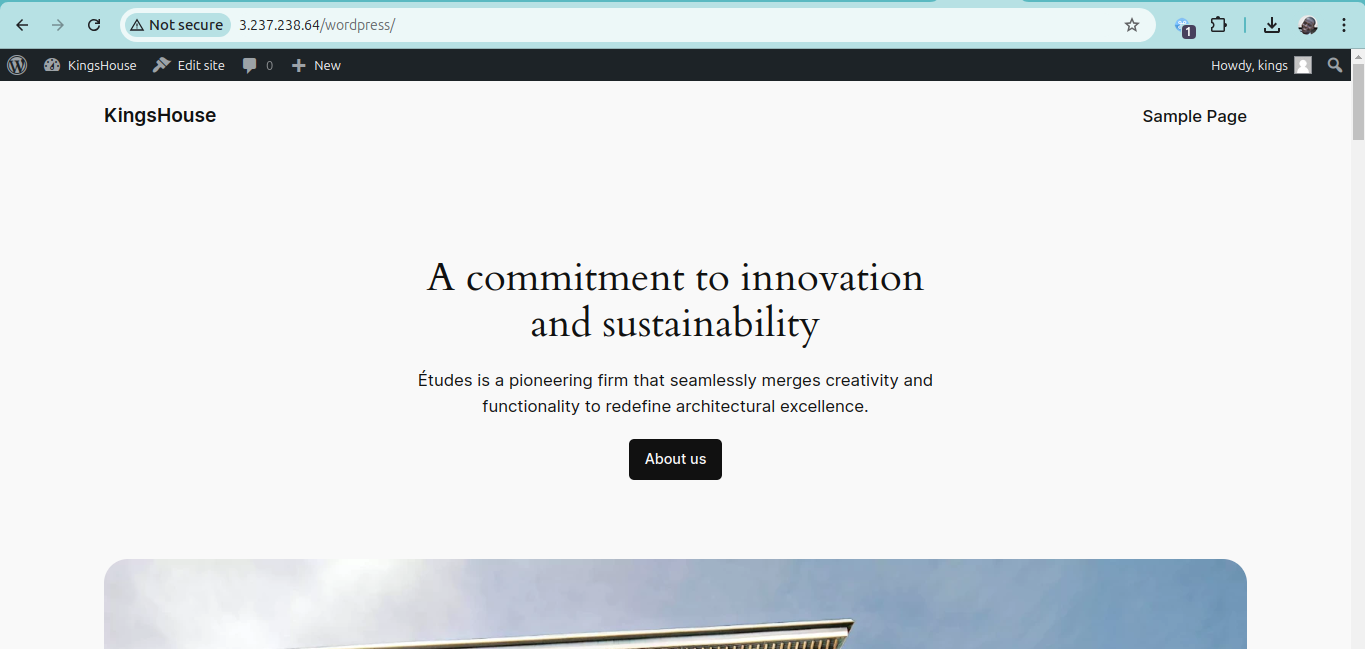 Not secure 3.237.238.64/wordpress/
1
KingsHouse Edit site 0 New Howdy, kings
KingsHouse Sample Page
A commitment to innovation
and sustainability
Études is a pioneering firm that seamlessly merges creativity and
functionality to redefine architectural excellence.
About us